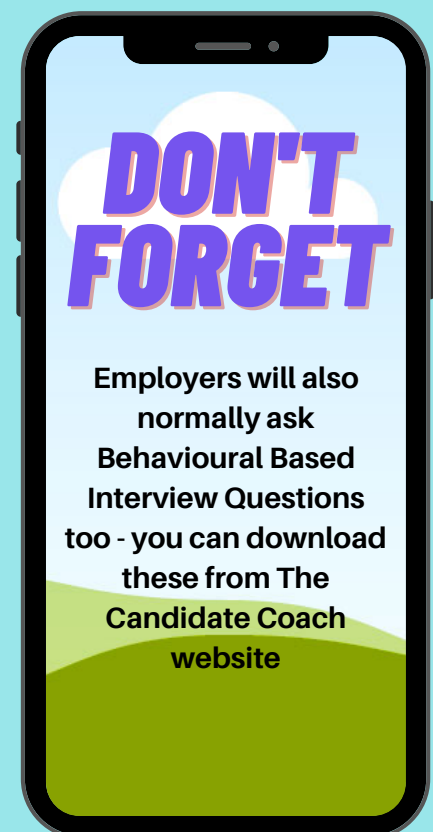 DON'T
FORGET
Employers will also
normally ask
Behavioural Based
Interview Questions
too - you can download
these from The
Candidate Coach
website